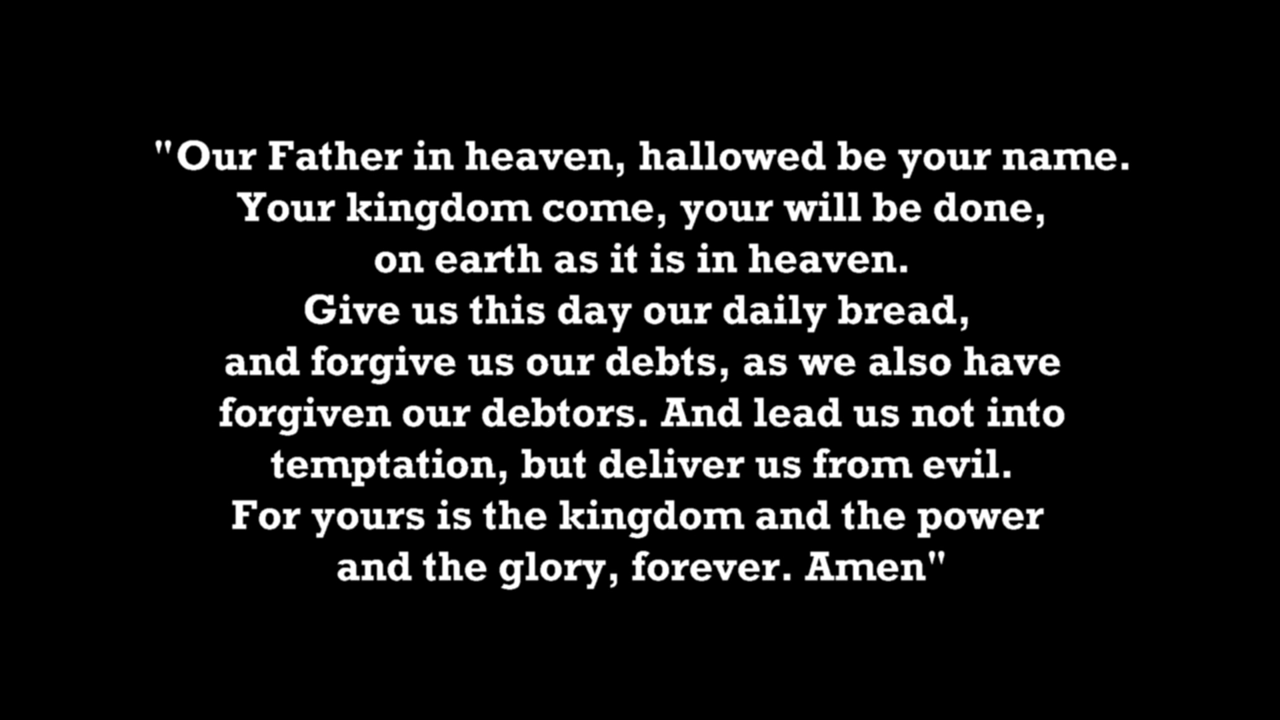 "Our Father in heaven, hallowed be your name.
Your kingdom come, your will be done,
on earth as it is in heaven.
Give us this day our daily bread,
and forgive us our debts, as we also have
forgiven our debtors. And lead us not into
temptation, but deliver us from evil.
For yours is the kingdom and the power
and the glory, forever. Amen"